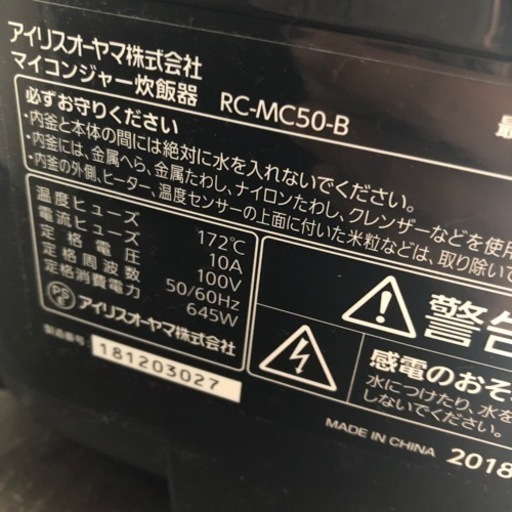 アイリスオーヤマ株式会社
マイコンジャー炊飯器 RC-MC50-B
最
必ずお守りください
・内釜と本体の間には絶対に水を入れないでください。
・内釜には、金属へら、金属たわし、ナイロンたわし、クレンザーなどを使用
・内釜の外側、ヒーター、温度センサーの上面に付いた米粒などは、取り除いて
温度ヒューズ 172℃
電流ヒューズ 10A
定格電圧 100V
定格周波数 50/60Hz
定格消費電力 645W
PS E アイリスオーヤマ株式会社
製造番号: 181203027
警告
感電のおそ
水につけたり、水を
しないでください。
MADE IN CHINA 2018